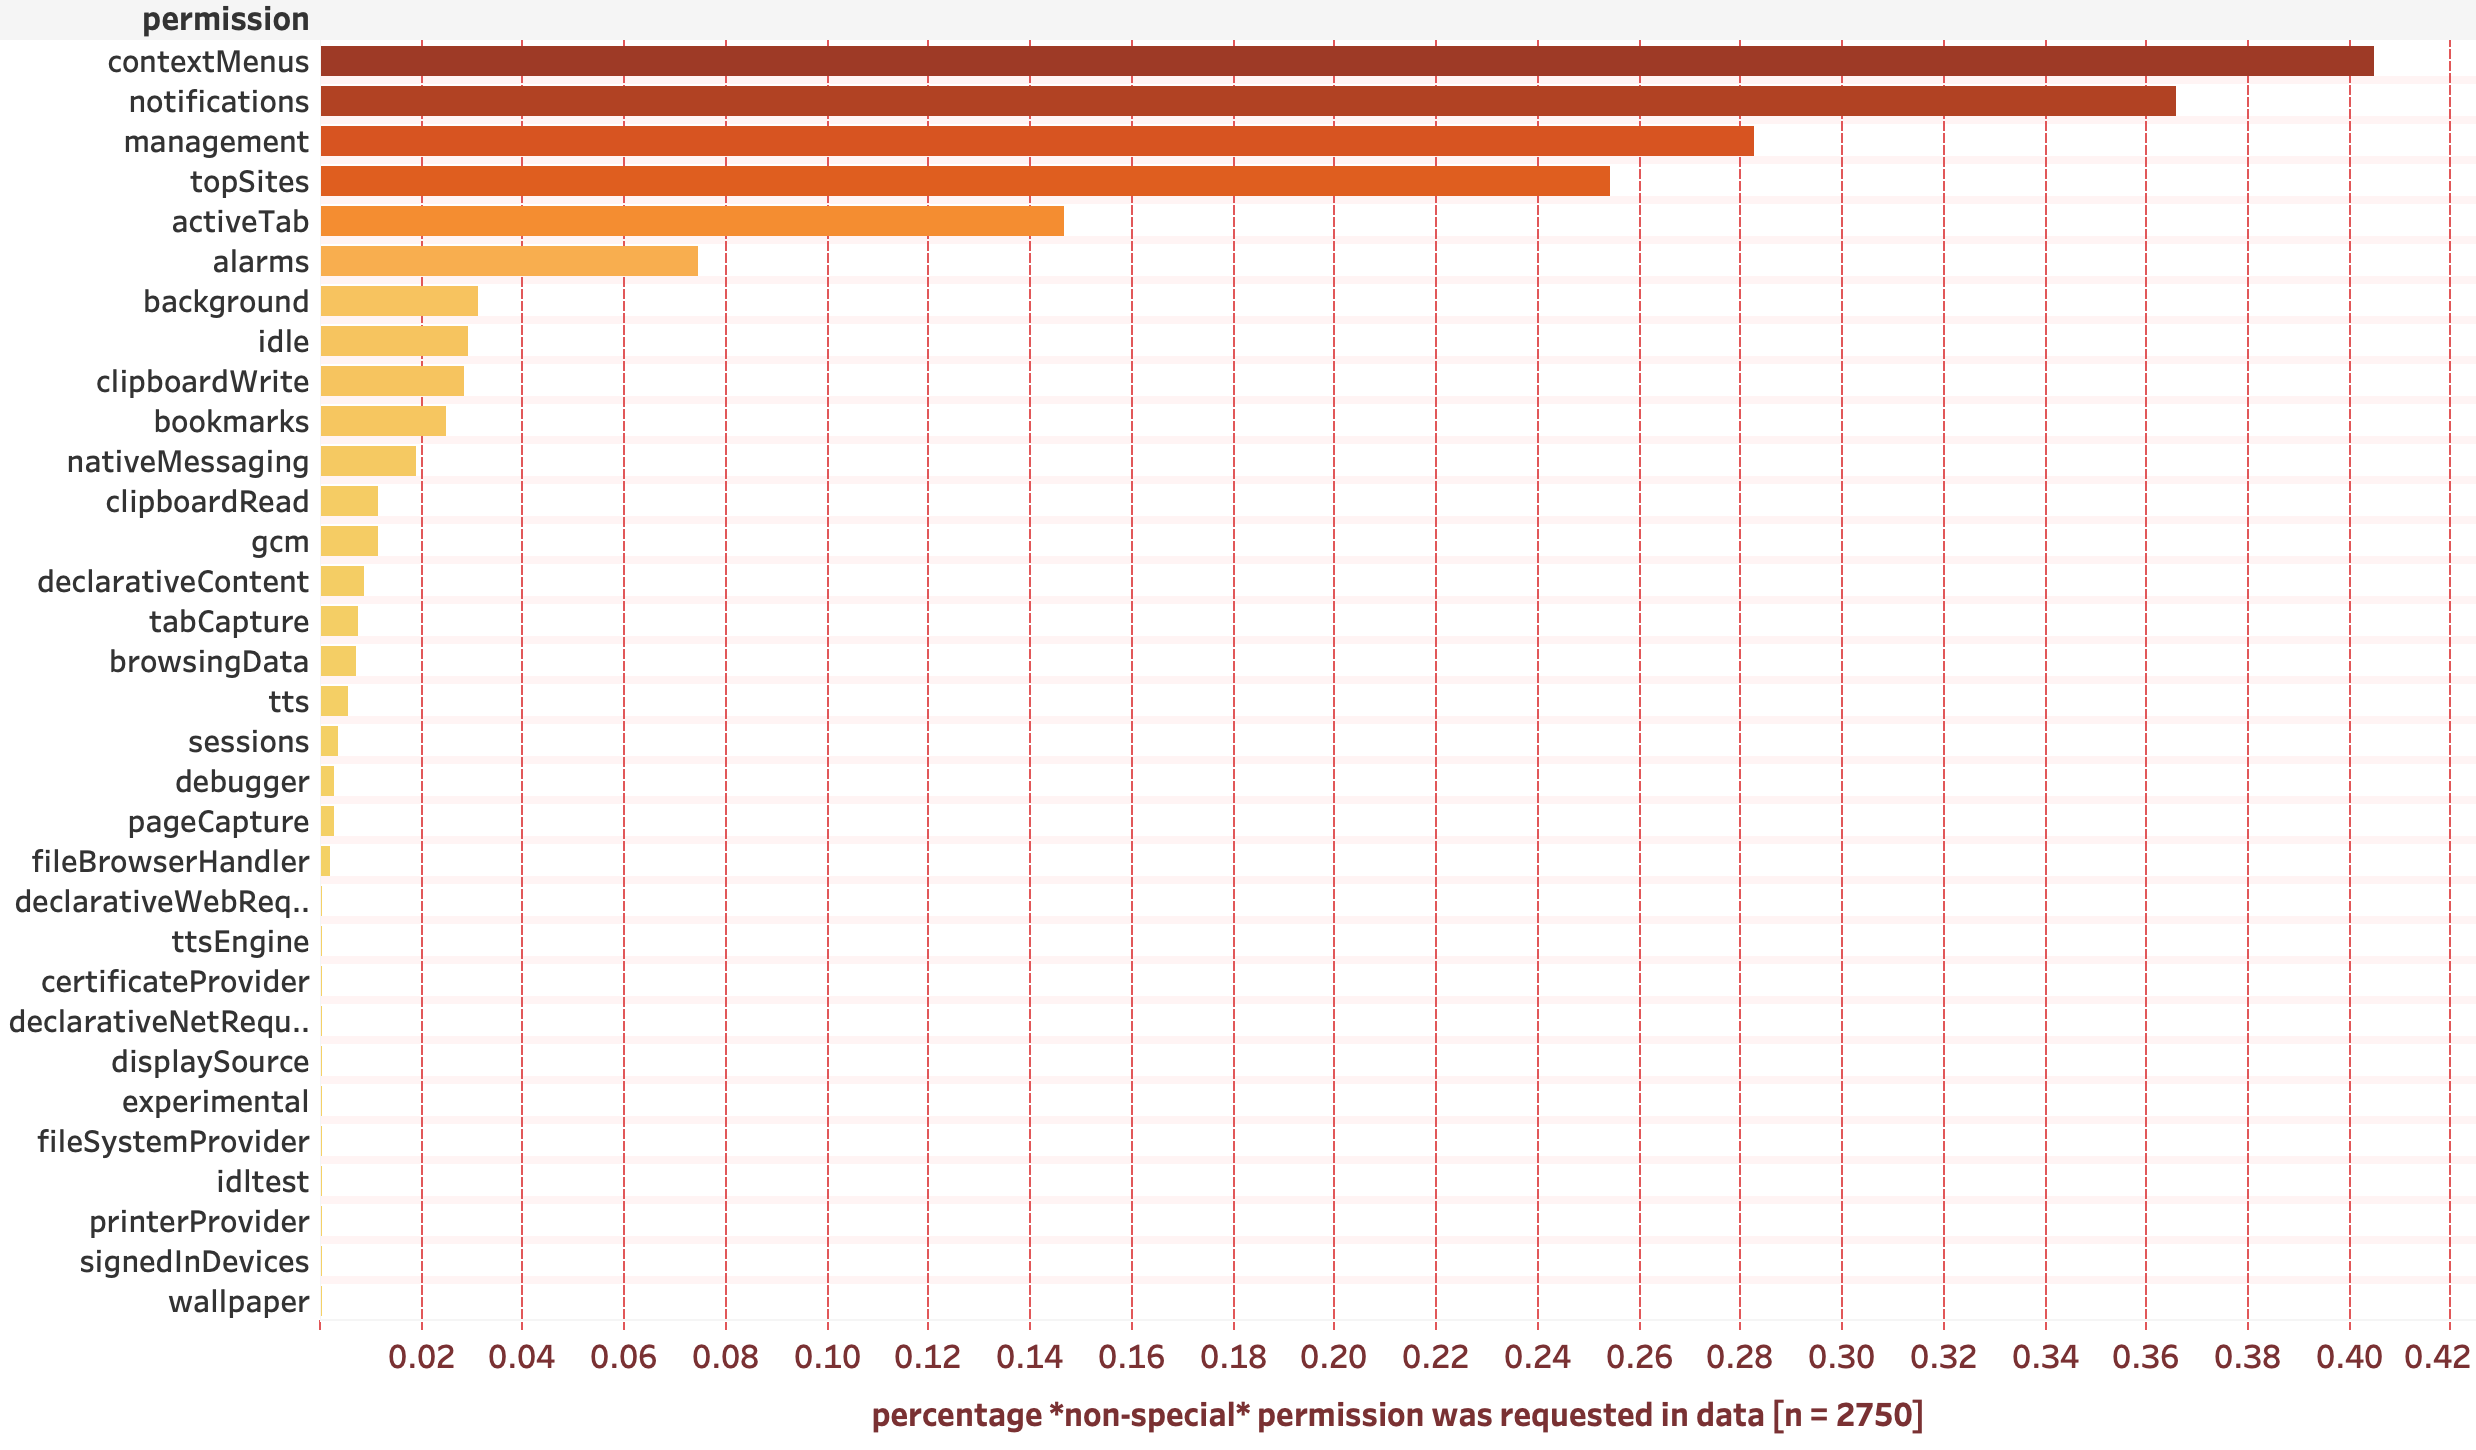 permission
contextMenus
notifications
management
topSites
activeTab
alarms
background
idle
clipboardWrite
bookmarks
nativeMessaging
clipboardRead
gcm
declarativeContent
tabCapture
browsingData
tts
sessions
debugger
pageCapture
fileBrowserHandler
declarativeWebReq..
ttsEngine
certificateProvider
declarativeNetRequ..
displaySource
experimental
fileSystemProvider
idltest
printerProvider
signedInDevices
wallpaper
0.02 0.04 0.06 0.08 0.10 0.12 0.14 0.16 0.18 0.20 0.22 0.24 0.26 0.28 0.30 0.32 0.34 0.36 0.38 0.40 0.42
percentage *non-special* permission was requested in data [n = 2750]